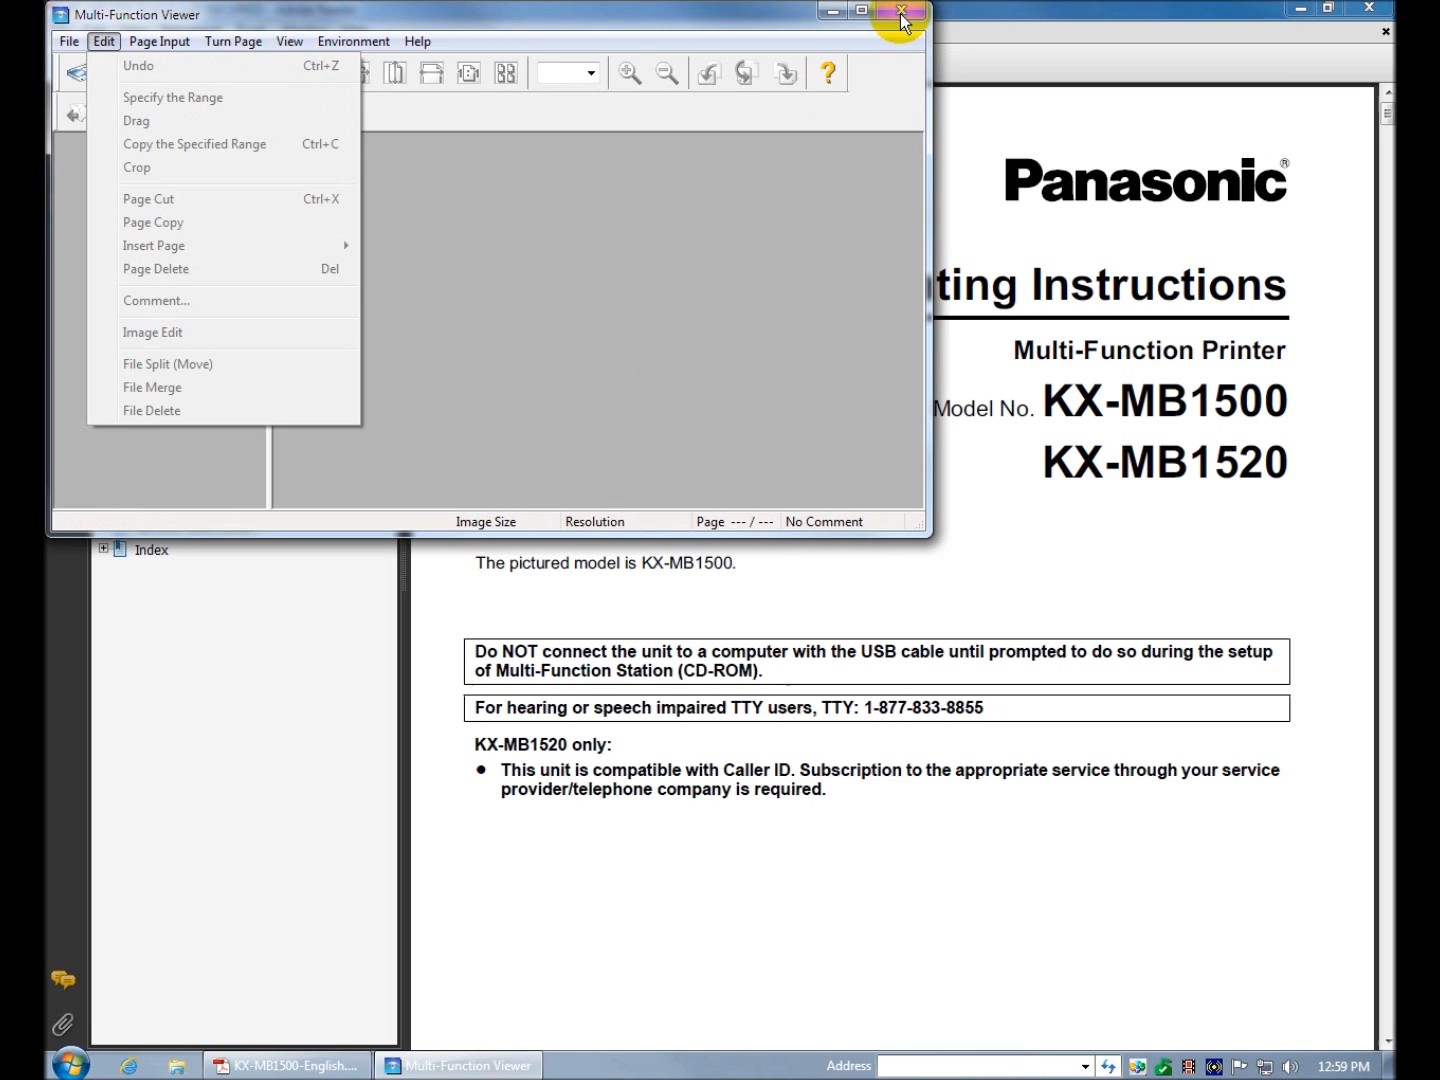 Multi-Function Viewer
File Edit Page Input Turn Page View Environment Help
Undo Ctrl+Z
Specify the Range
Drag
Copy the Specified Range Ctrl+C
Crop
Page Cut Ctrl+X
Page Copy
Insert Page
Page Delete Del
Comment...
Image Edit
File Split (Move)
File Merge
File Delete
Image Size Resolution Page --- / --- No Comment
Index
Panasonic®
ting Instructions
Multi-Function Printer
Model No. KX-MB1500
KX-MB1520
The pictured model is KX-MB1500.
Do NOT connect the unit to a computer with the USB cable until prompted to do so during the setup
of Multi-Function Station (CD-ROM).
For hearing or speech impaired TTY users, TTY: 1-877-833-8855
KX-MB1520 only:
● This unit is compatible with Caller ID. Subscription to the appropriate service through your service
provider/telephone company is required.
KX-MB1500-English.... Multi-Function Viewer Address 12:59 PM